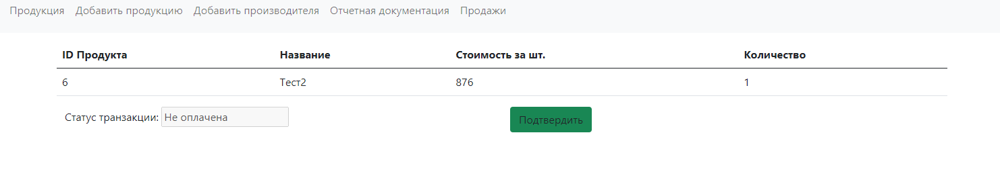 Продукция Добавить продукцию Добавить производителя Отчетная документация Продажи
ID Продукта Название Стоимость за шт. Количество
6 Тест2 876 1
Статус транзакции: Не оплачена Подтвердить